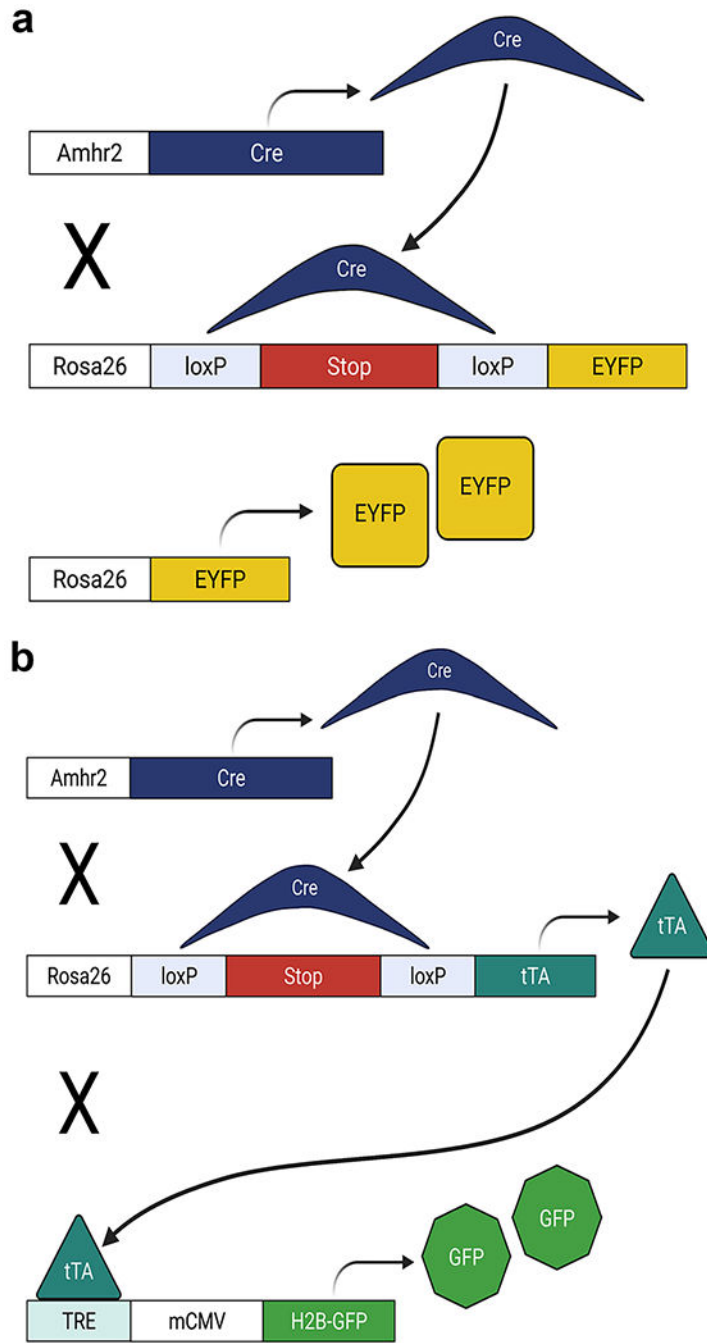 a
Cre
Amhr2 Cre
X
Cre
Rosa26 loxP Stop loxP EYFP
EYFP
EYFP
Rosa26 EYFP
b
Cre
Amhr2 Cre
X
Cre
tTA
Rosa26 loxP Stop loxP tTA
X
GFP
GFP
tTA
TRE mCMV H2B-GFP